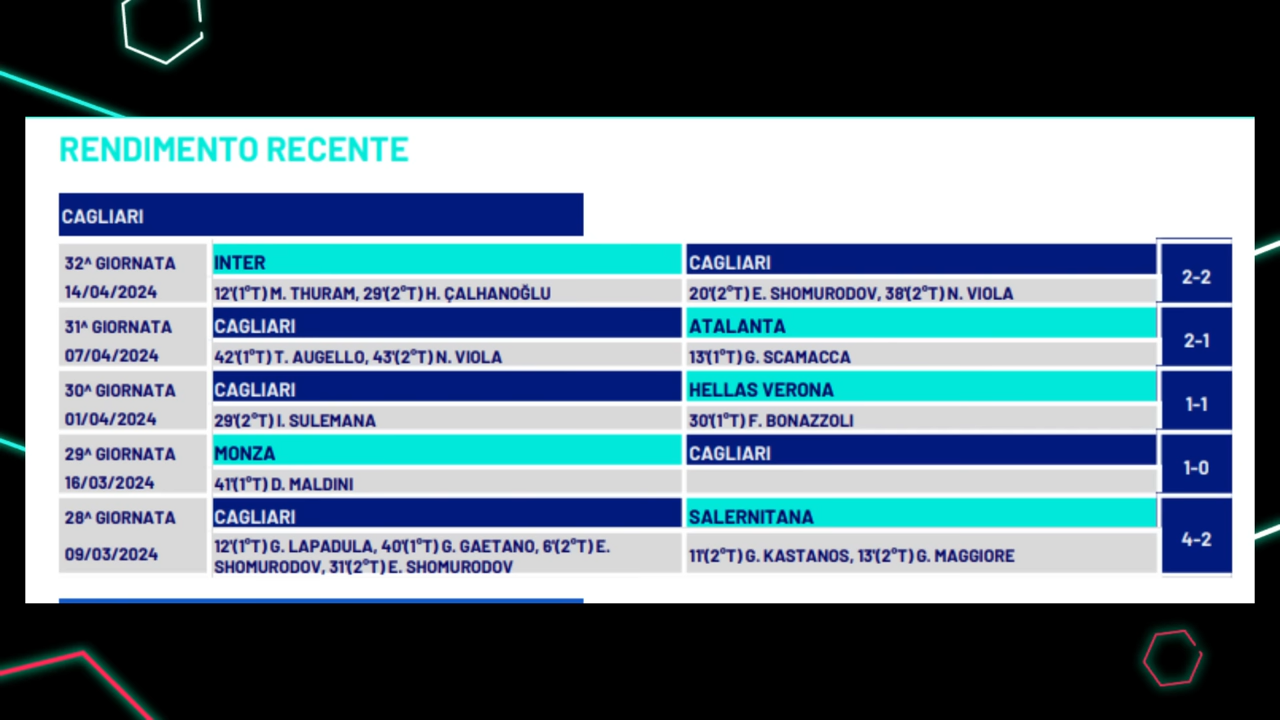 RENDIMENTO RECENTE
CAGLIARI
32^ GIORNATA
14/04/2024
INTER
CAGLIARI
2-2
12'(1°T) M. THURAM, 29'(2°T) H. ÇALHANOĞLU
20'(2°T) E. SHOMURODOV, 38'(2°T) N. VIOLA
31^ GIORNATA
07/04/2024
CAGLIARI
ATALANTA
2-1
42'(1°T) T. AUGELLO, 43'(2°T) N. VIOLA
13'(1°T) G. SCAMACCA
30^ GIORNATA
01/04/2024
CAGLIARI
HELLAS VERONA
1-1
29'(2°T) I. SULEMANA
30'(1°T) F. BONAZZOLI
29^ GIORNATA
16/03/2024
MONZA
CAGLIARI
1-0
41'(1°T) D. MALDINI
28^ GIORNATA
09/03/2024
CAGLIARI
SALERNITANA
4-2
12'(1°T) G. LAPADULA, 40'(1°T) G. GAETANO, 6'(2°T) E.
SHOMURODOV, 31'(2°T) E. SHOMURODOV
11'(2°T) G. KASTANOS, 13'(2°T) G. MAGGIORE